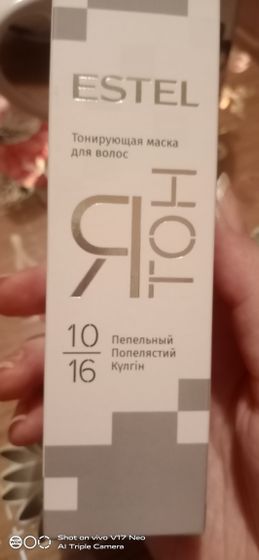 ESTEL
Тонирующая маска
для волос
Я
ТОН
10
16
Пепельный
Попелястий
Күлгін
Shot on vivo V17 Neo
AI Triple Camera